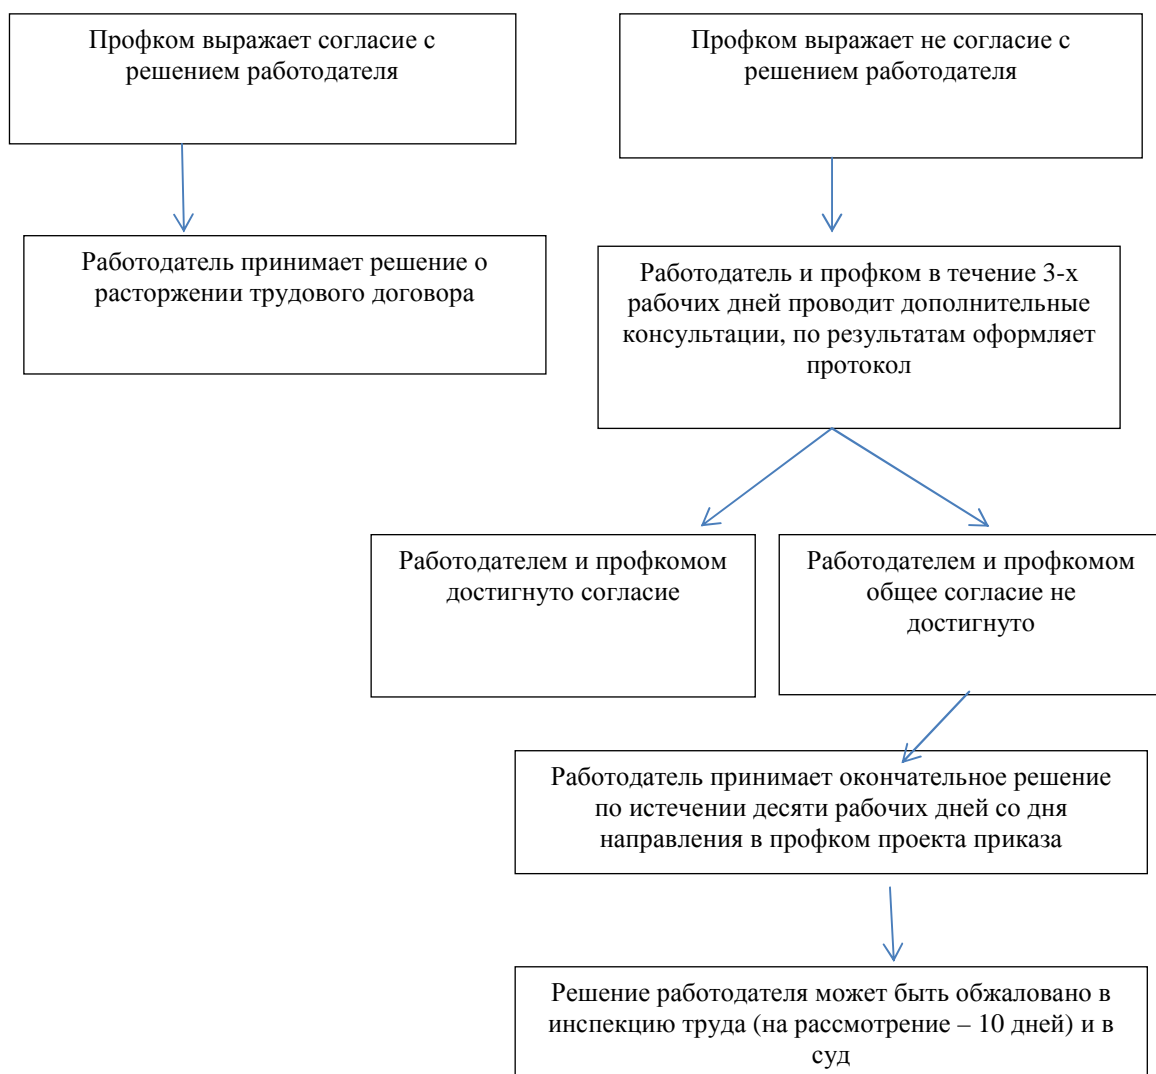 Профком выражает согласие с
решением работодателя
Профком выражает не согласие с
решением работодателя
Работодатель принимает решение о
расторжении трудового договора
Работодатель и профком в течение 3-х
рабочих дней проводит дополнительные
консультации, по результатам оформляет
протокол
Работодателем и профкомом
достигнуто согласие
Работодателем и профкомом
общее согласие не
достигнуто
Работодатель принимает окончательное решение
по истечении десяти рабочих дней со дня
направления в профком проекта приказа
Решение работодателя может быть обжаловано в
инспекцию труда (на рассмотрение – 10 дней) и в
суд